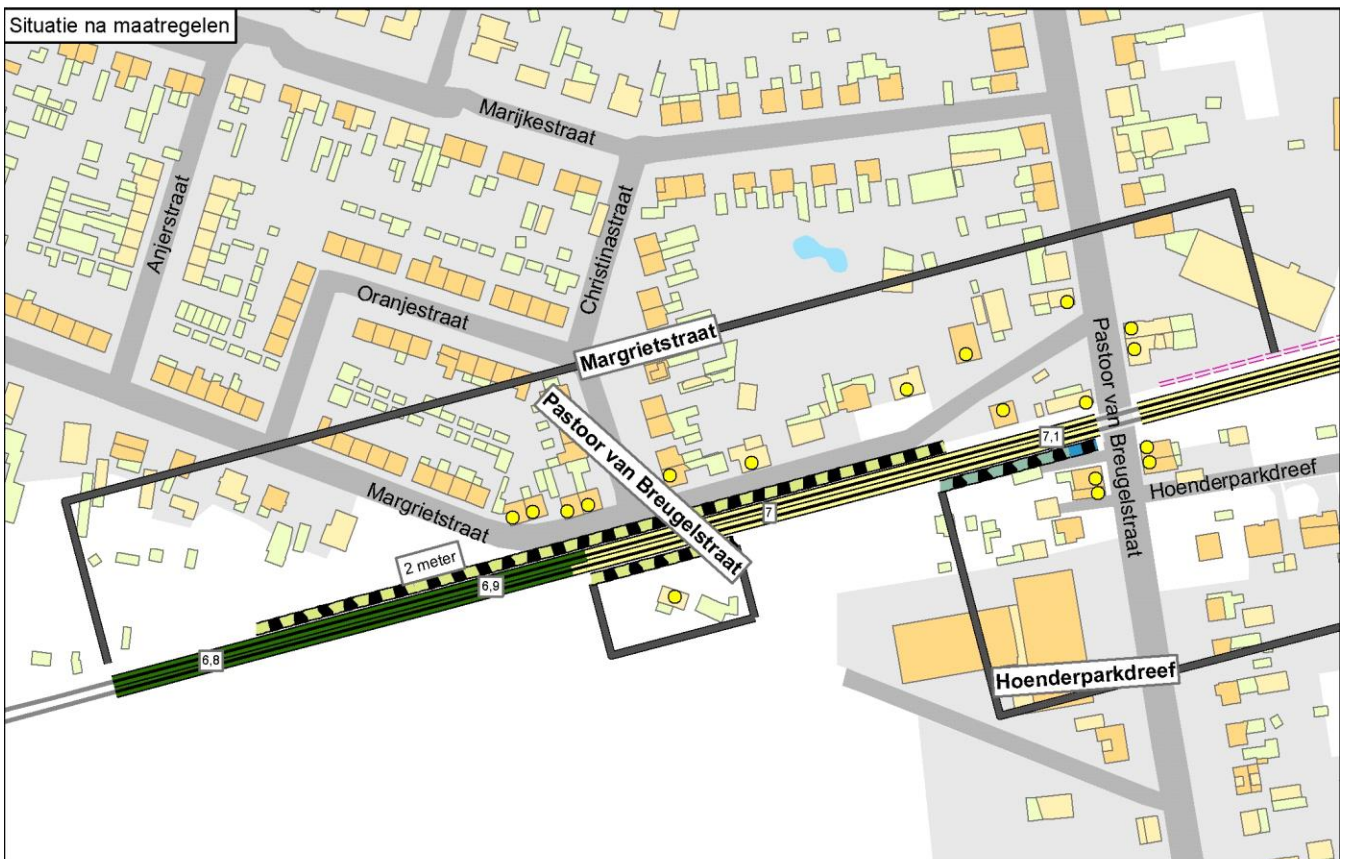 Situatie na maatregelen
Marijkestraat
Anjerstraat
Christinastraat
Oranjestraat
Margrietstraat
Pastoor van Breugelstraat
Pastoor van Breugelstraat
7,1
Hoenderparkdreef
Margrietstraat
7
2 meter
6,9
6,8
Hoenderparkdreef